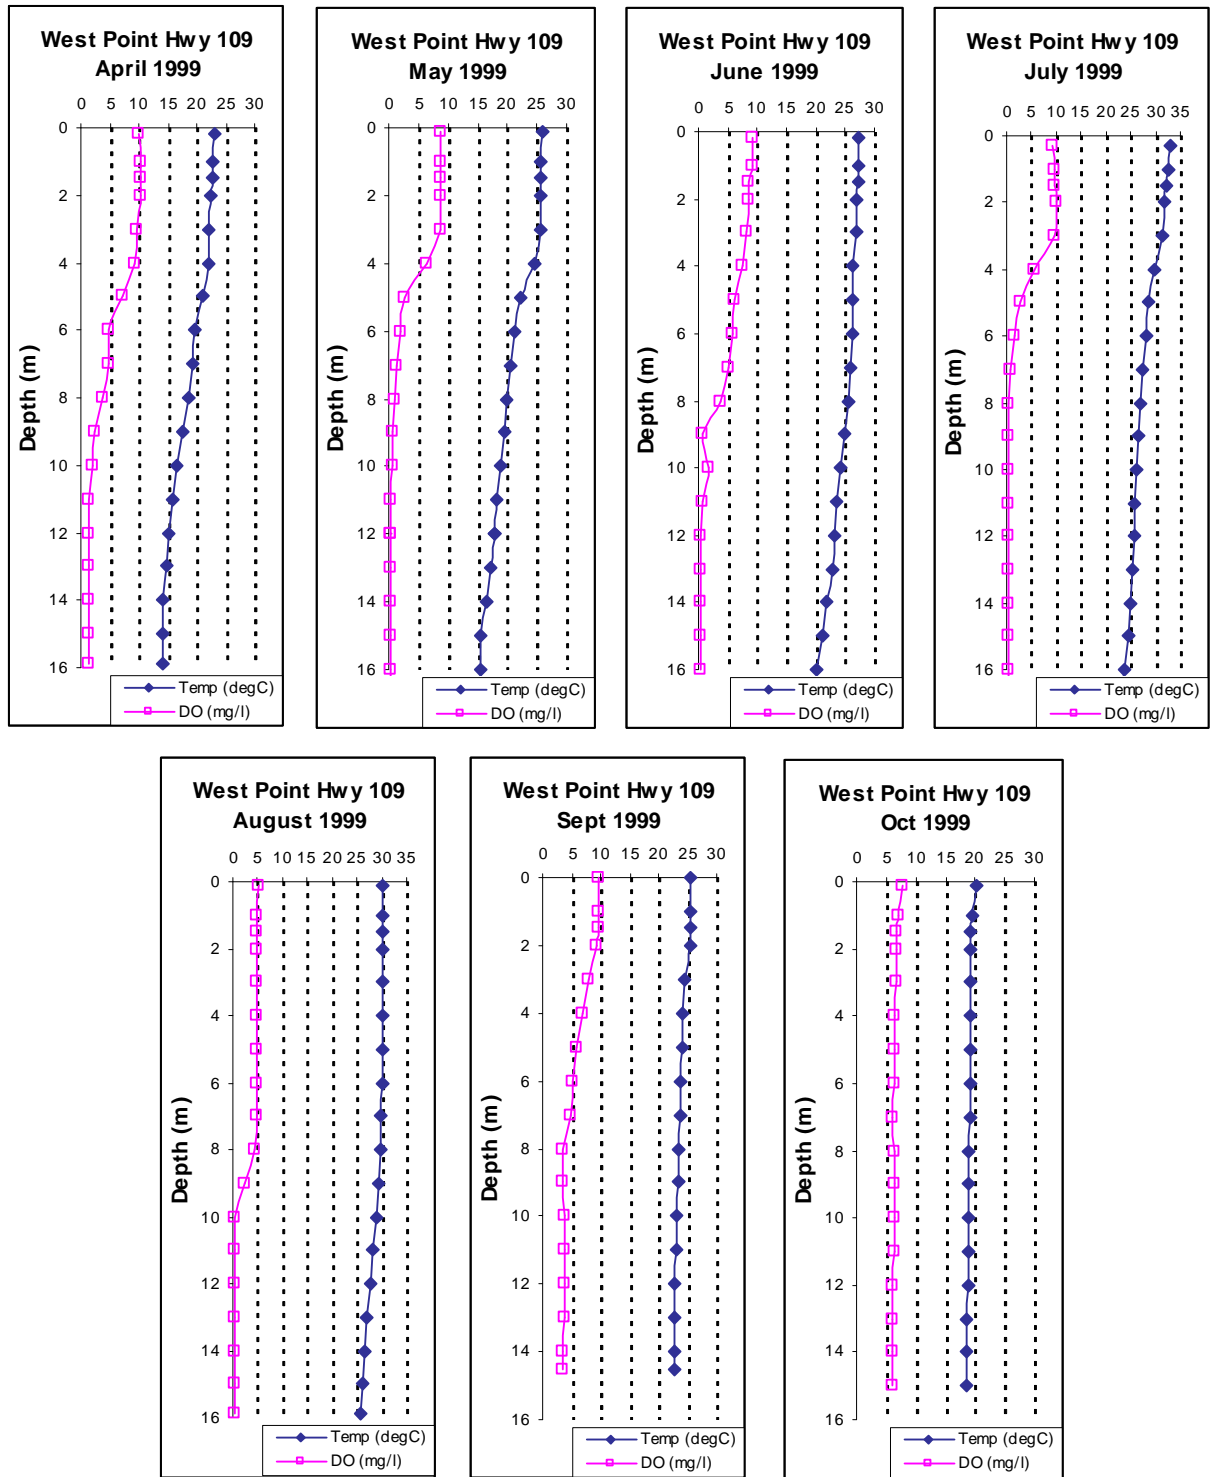 West Point Hwy 109
April 1999
0 5 10 15 20 25 30
0
2
4
6
8
10
12
14
16
Depth (m)
Temp (degC)
DO (mg/l)
West Point Hwy 109
May 1999
0 5 10 15 20 25 30
0
2
4
6
8
10
12
14
16
Depth (m)
Temp (degC)
DO (mg/l)
West Point Hwy 109
June 1999
0 5 10 15 20 25 30
0
2
4
6
8
10
12
14
16
Depth (m)
Temp (degC)
DO (mg/l)
West Point Hwy 109
July 1999
0 5 10 15 20 25 30 35
0
2
4
6
8
10
12
14
16
Depth (m)
Temp (degC)
DO (mg/l)
West Point Hwy 109
August 1999
0 5 10 15 20 25 30 35
0
2
4
6
8
10
12
14
16
Depth (m)
Temp (degC)
DO (mg/l)
West Point Hwy 109
Sept 1999
0 5 10 15 20 25 30
0
2
4
6
8
10
12
14
16
Depth (m)
Temp (degC)
DO (mg/l)
West Point Hwy 109
Oct 1999
0 5 10 15 20 25 30
0
2
4
6
8
10
12
14
16
Depth (m)
Temp (degC)
DO (mg/l)